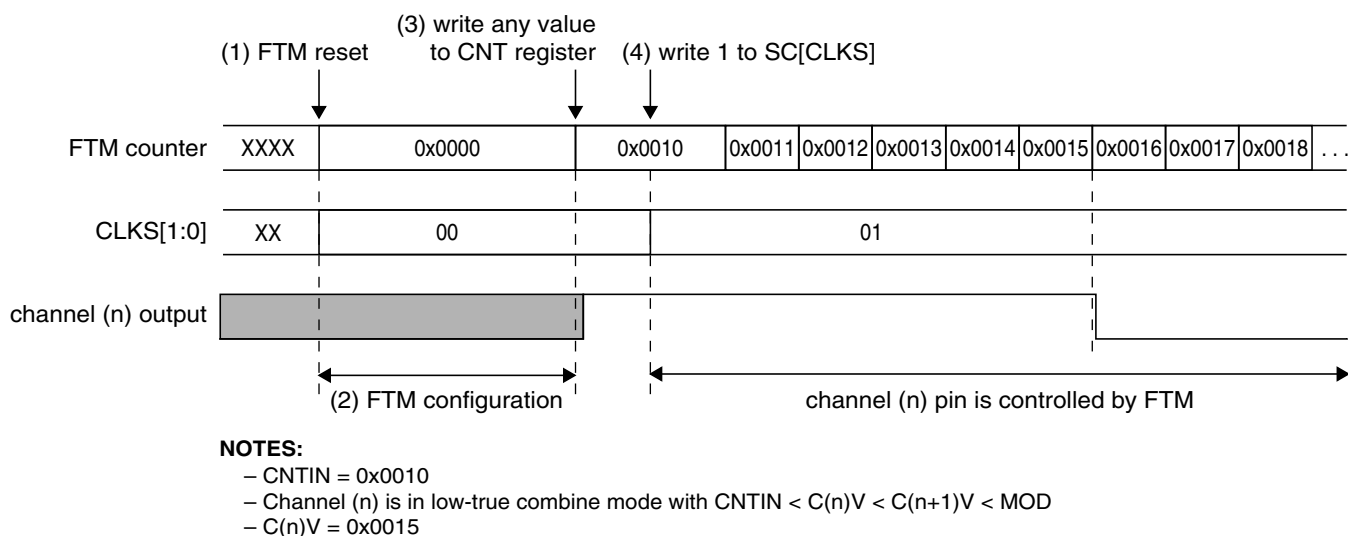 (3) write any value
(1) FTM reset to CNT register (4) write 1 to SC[CLKS]
FTM counter XXXX 0x0000 0x0010 0x0011 0x0012 0x0013 0x0014 0x0015 0x0016 0x0017 0x0018 . . .
CLKS[1:0] XX 00 01
channel (n) output
(2) FTM configuration channel (n) pin is controlled by FTM
NOTES:
– CNTIN = 0x0010
– Channel (n) is in low-true combine mode with CNTIN < C(n)V < C(n+1)V < MOD
– C(n)V = 0x0015